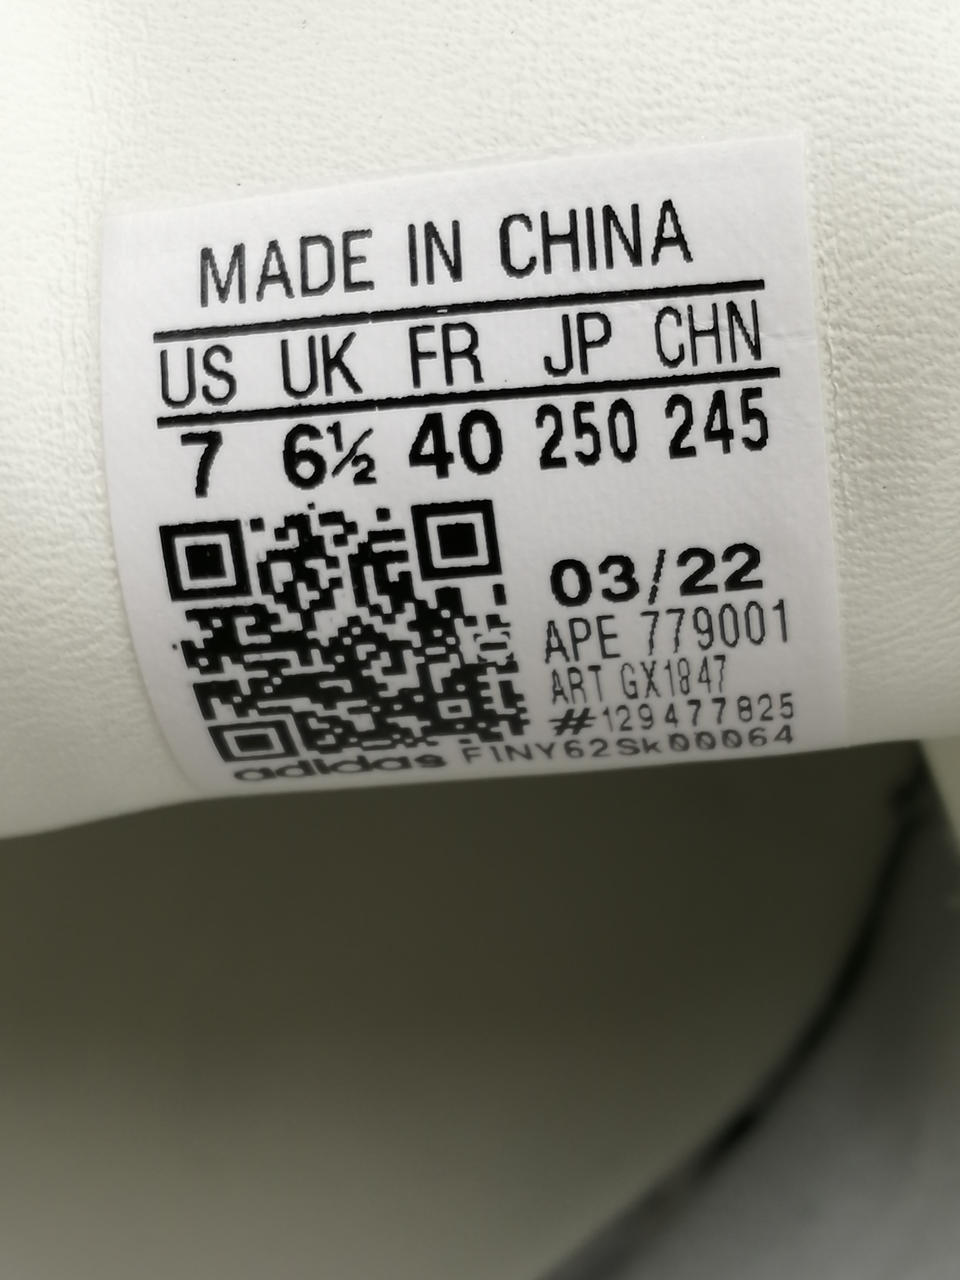 MADE IN CHINA
US UK FR JP CHN
7 6½ 40 250 245
03/22
APE 779001
ART GX1847
#129477825
adidas F1NY62Sk00064